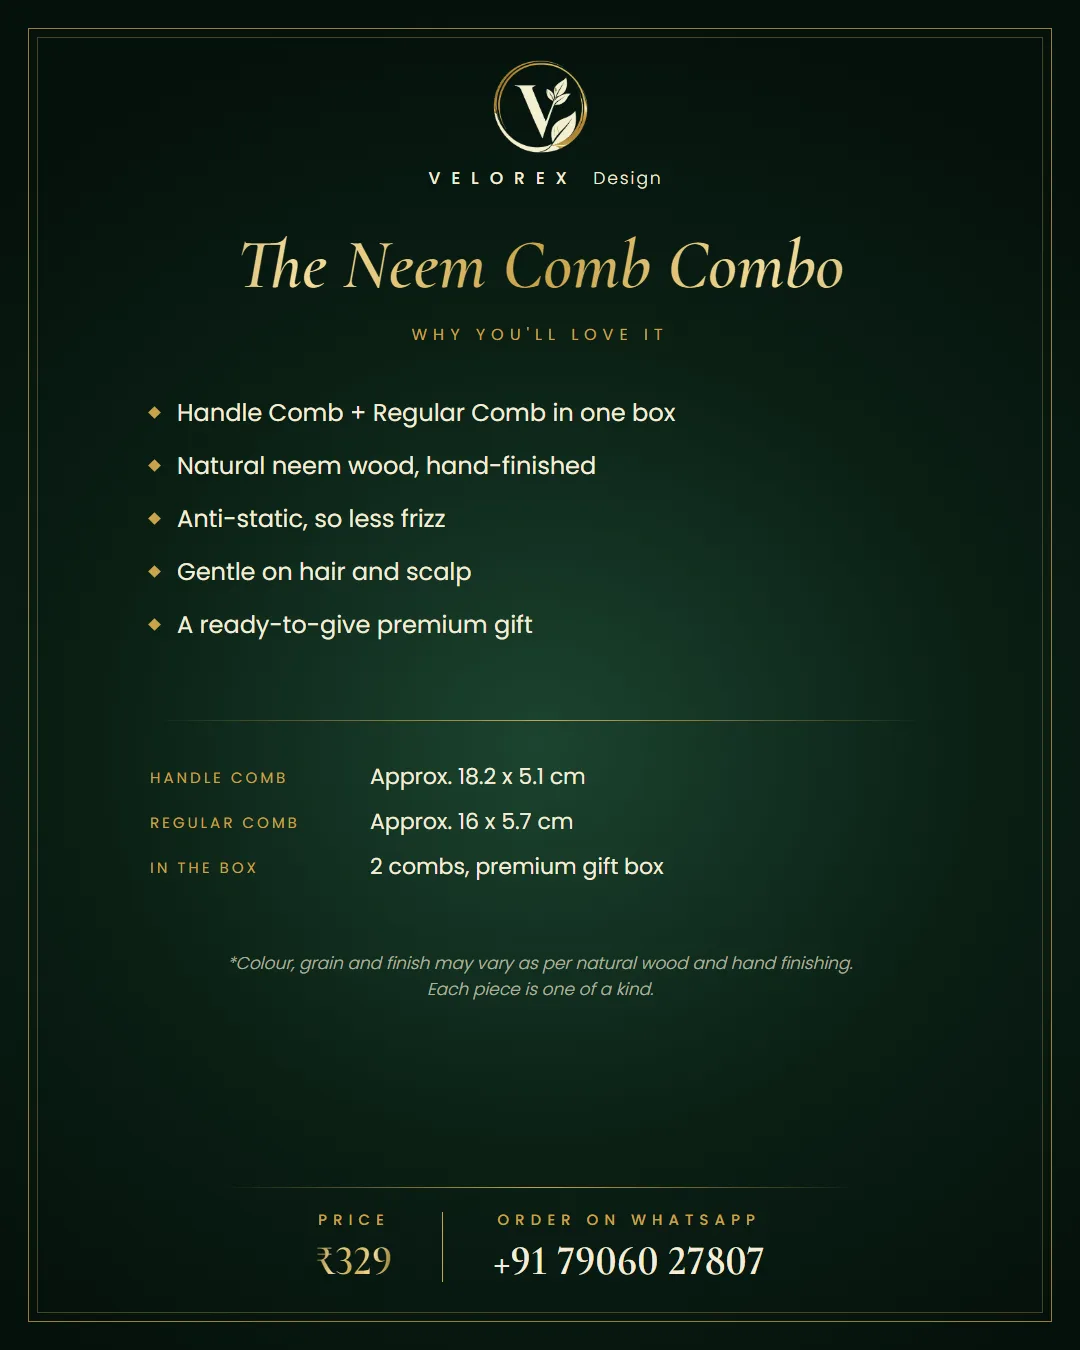 V
VELOREX Design
The Neem Comb Combo
WHY YOU'LL LOVE IT
Handle Comb + Regular Comb in one box
Natural neem wood, hand-finished
Anti-static, so less frizz
Gentle on hair and scalp
A ready-to-give premium gift
HANDLE COMB Approx. 18.2 x 5.1 cm
REGULAR COMB Approx. 16 x 5.7 cm
IN THE BOX 2 combs, premium gift box
*Colour, grain and finish may vary as per natural wood and hand finishing.
Each piece is one of a kind.
PRICE ORDER ON WHATSAPP
₹329 +91 79060 27807